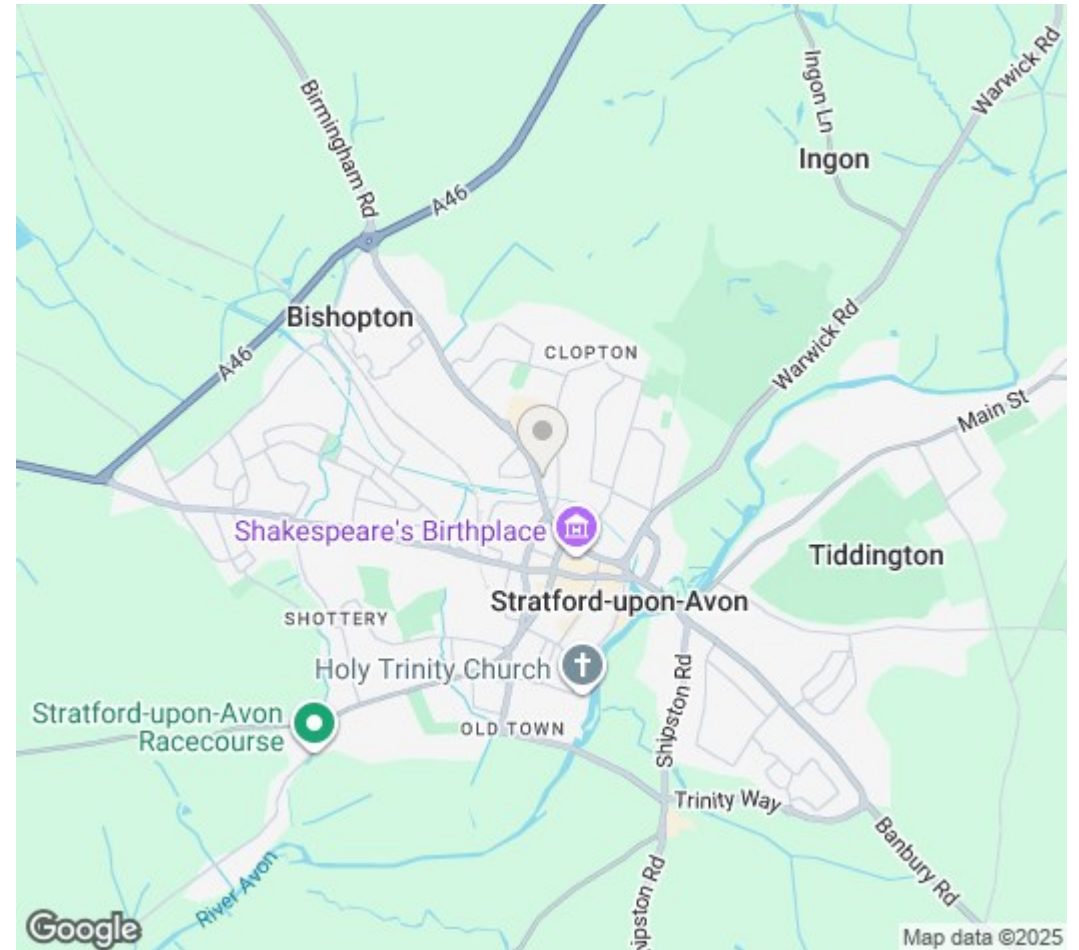 Birmingham Rd
A46
Ingon Ln
Warwick Rd
Ingon
Bishopton
A46
CLOPTON
Warwick Rd
Main St
Shakespeare's Birthplace
Tiddington
Stratford-upon-Avon
SHOTTERY
Holy Trinity Church
Stratford-upon-Avon
Racecourse
OLD TOWN
Shipston Rd
Trinity Way
Banbury Rd
River Avon
Google
Map data ©2025